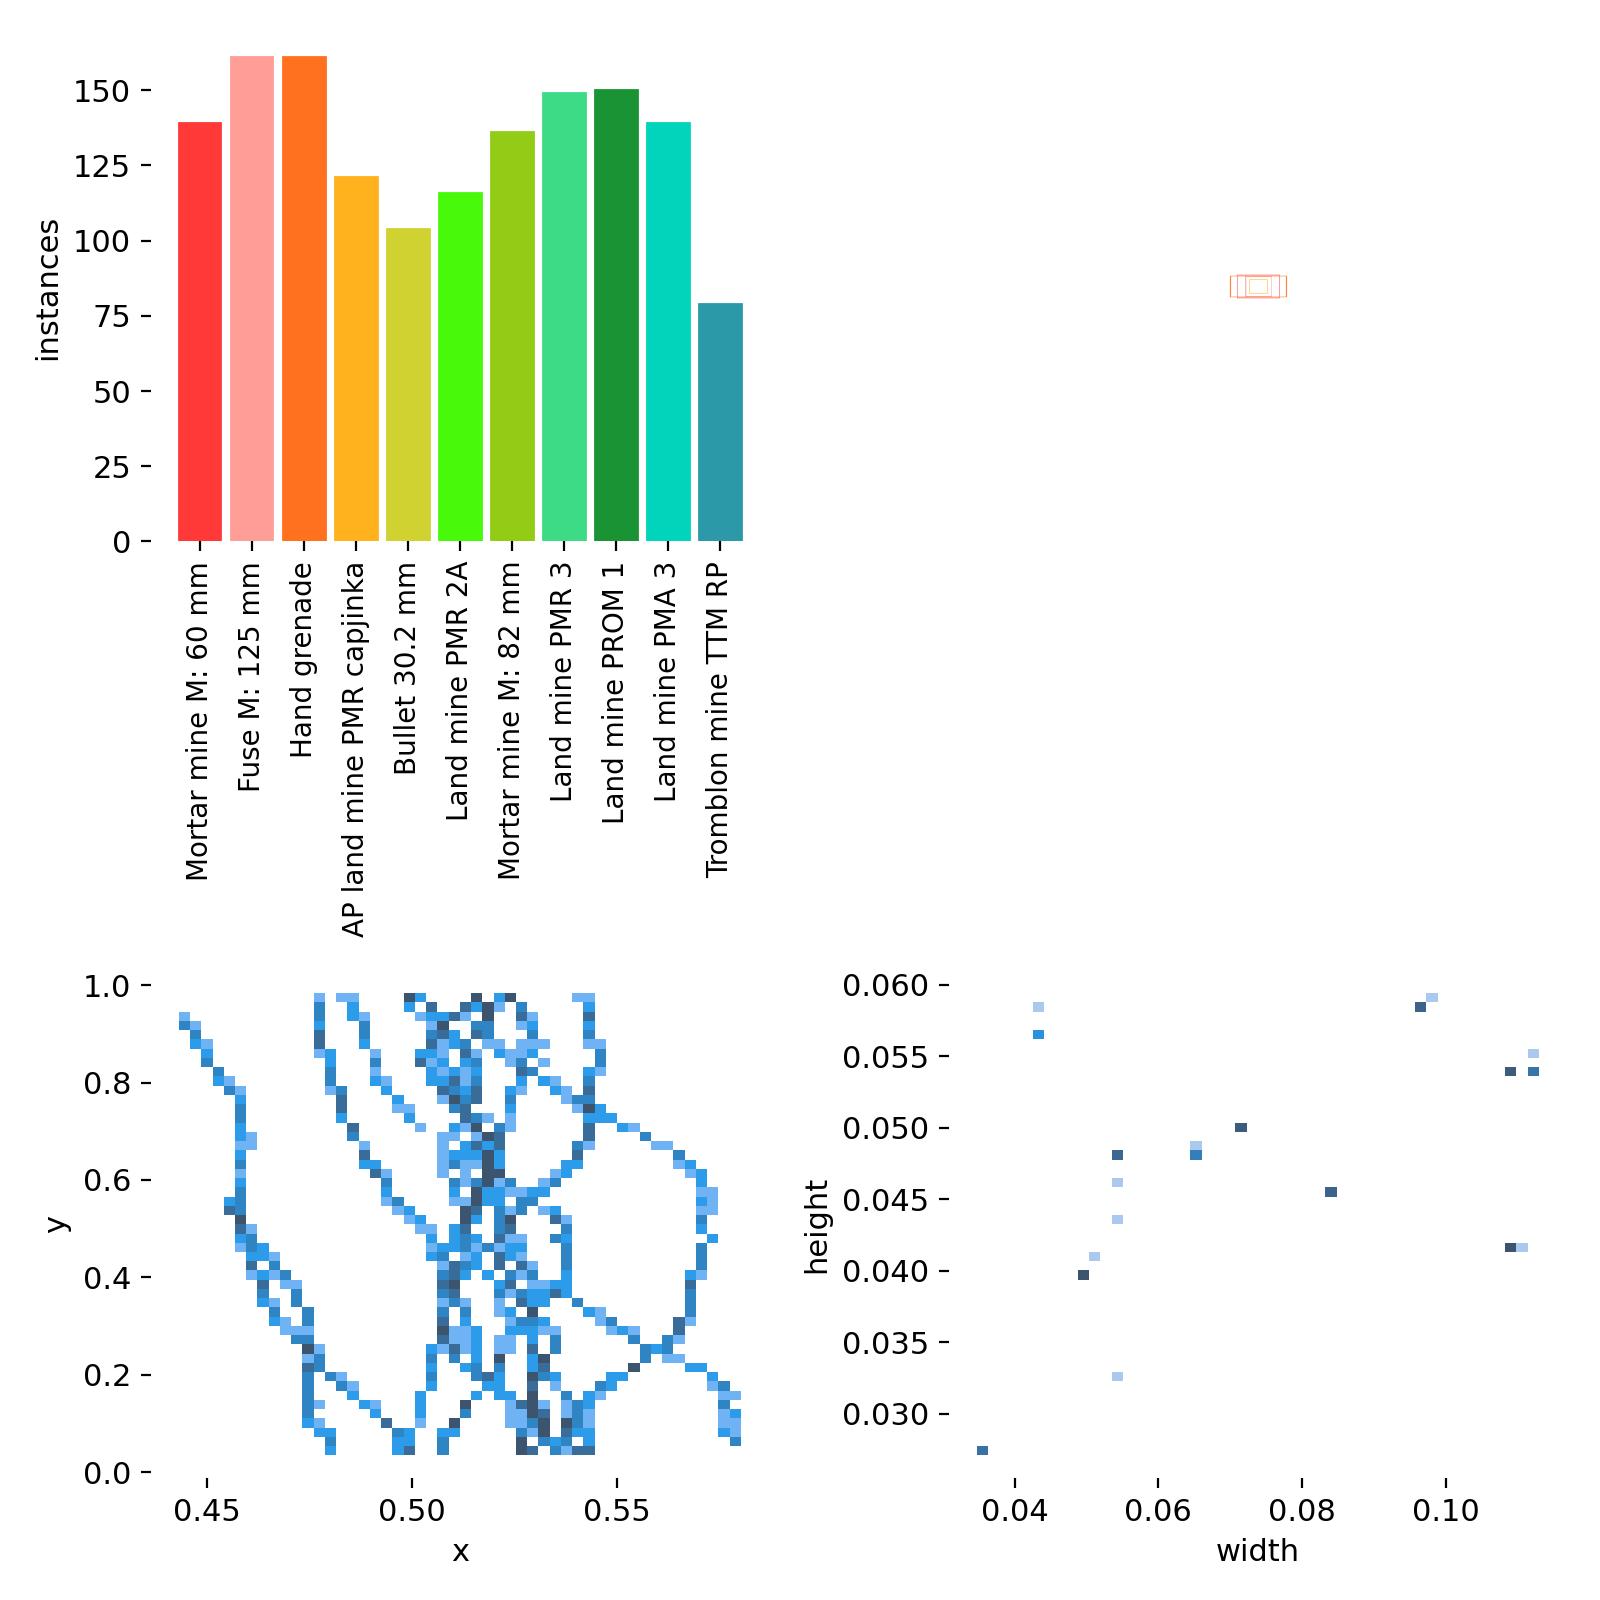 150
125
100
75
50
25
0
instances
Mortar mine M: 60 mm
Fuse M: 125 mm
Hand grenade
AP land mine PMR capjinka
Bullet 30.2 mm
Land mine PMR 2A
Mortar mine M: 82 mm
Land mine PMR 3
Land mine PROM 1
Land mine PMA 3
Tromblon mine TTM RP
1.0
0.8
0.6
0.4
0.2
0.0
y
0.45 0.50 0.55
x
0.060
0.055
0.050
0.045
0.040
0.035
0.030
height
0.04 0.06 0.08 0.10
width